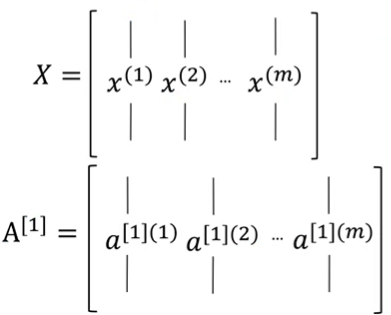 X = [x^(1) x^(2) ... x^(m)]
A^[1] = [a^[1](1) a^[1](2) ... a^[1](m)]